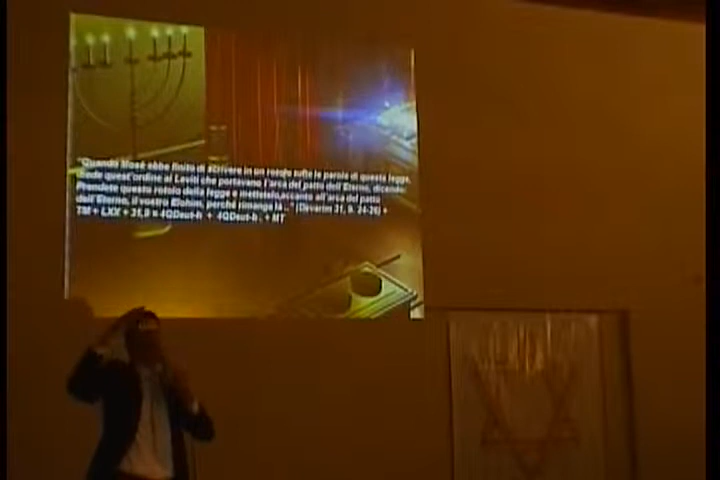 "Quando Mosè ebbe finito di scrivere in un rotolo tutte le parole di questa legge,
diede quest'ordine ai Leviti che portavano l'arca del patto dell'Eterno, dicendo:
Prendete questo rotolo della legge e mettetelo accanto all'arca del patto
dell'Eterno, il vostro Elohim, perché rimanga là..." (Devarim 31, 9. 24-26) =
TM + LXX + 31,9 = 4QDeut-h + 4QDeut-b . + MT